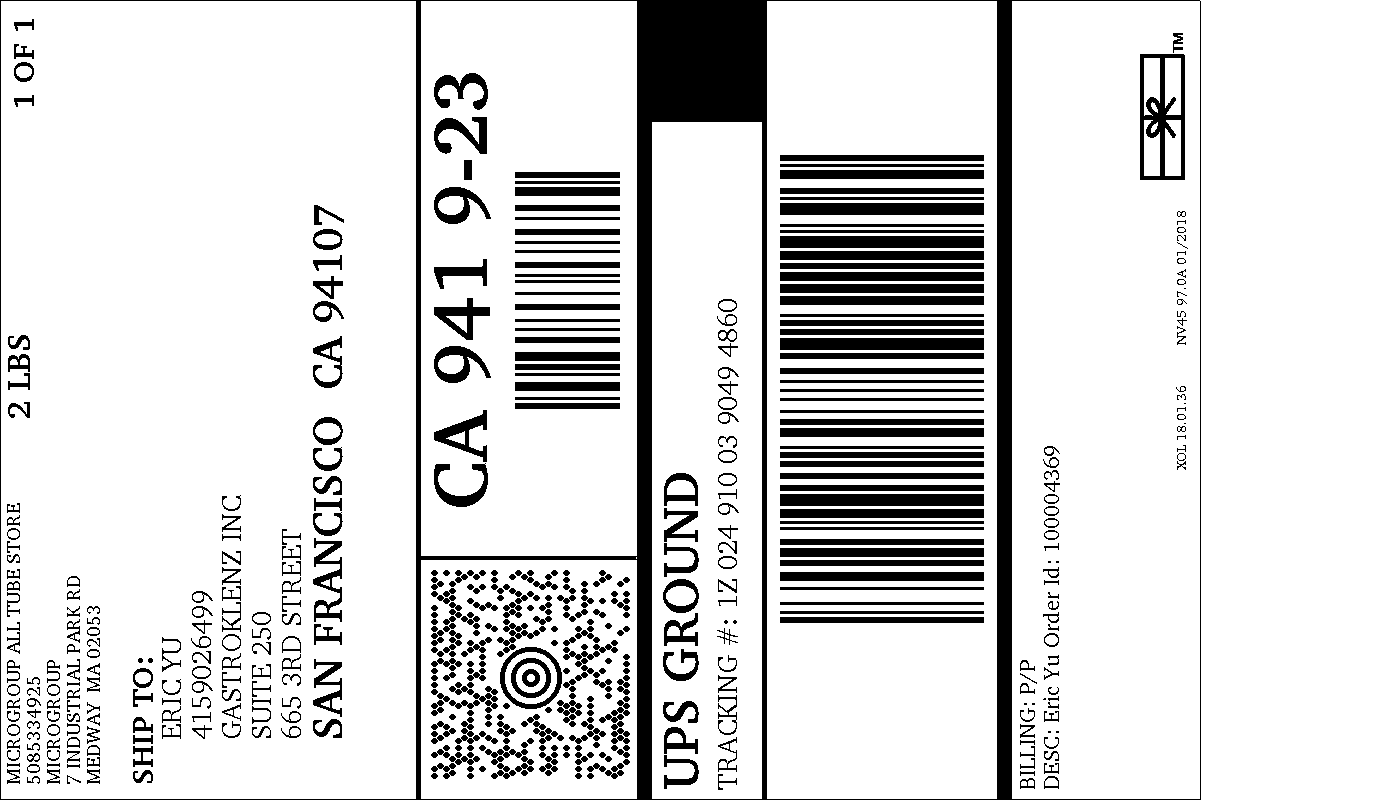 MICROGROUP ALL TUBE STORE
5085334925
MICROGROUP
7 INDUSTRIAL PARK RD
MEDWAY  MA 02053
2 LBS
1 OF 1
SHIP TO:
ERIC YU
4159026499
GASTROKLENZ INC
SUITE 250
665 3RD STREET
SAN FRANCISCO  CA 94107
CA 941 9-23
UPS GROUND
TRACKING #: 1Z 024 910 03 9049 4860
BILLING: P/P
DESC: Eric Yu Order Id: 100004369
XOL 18.01.36 NV45 97.0A 01/2018
TM